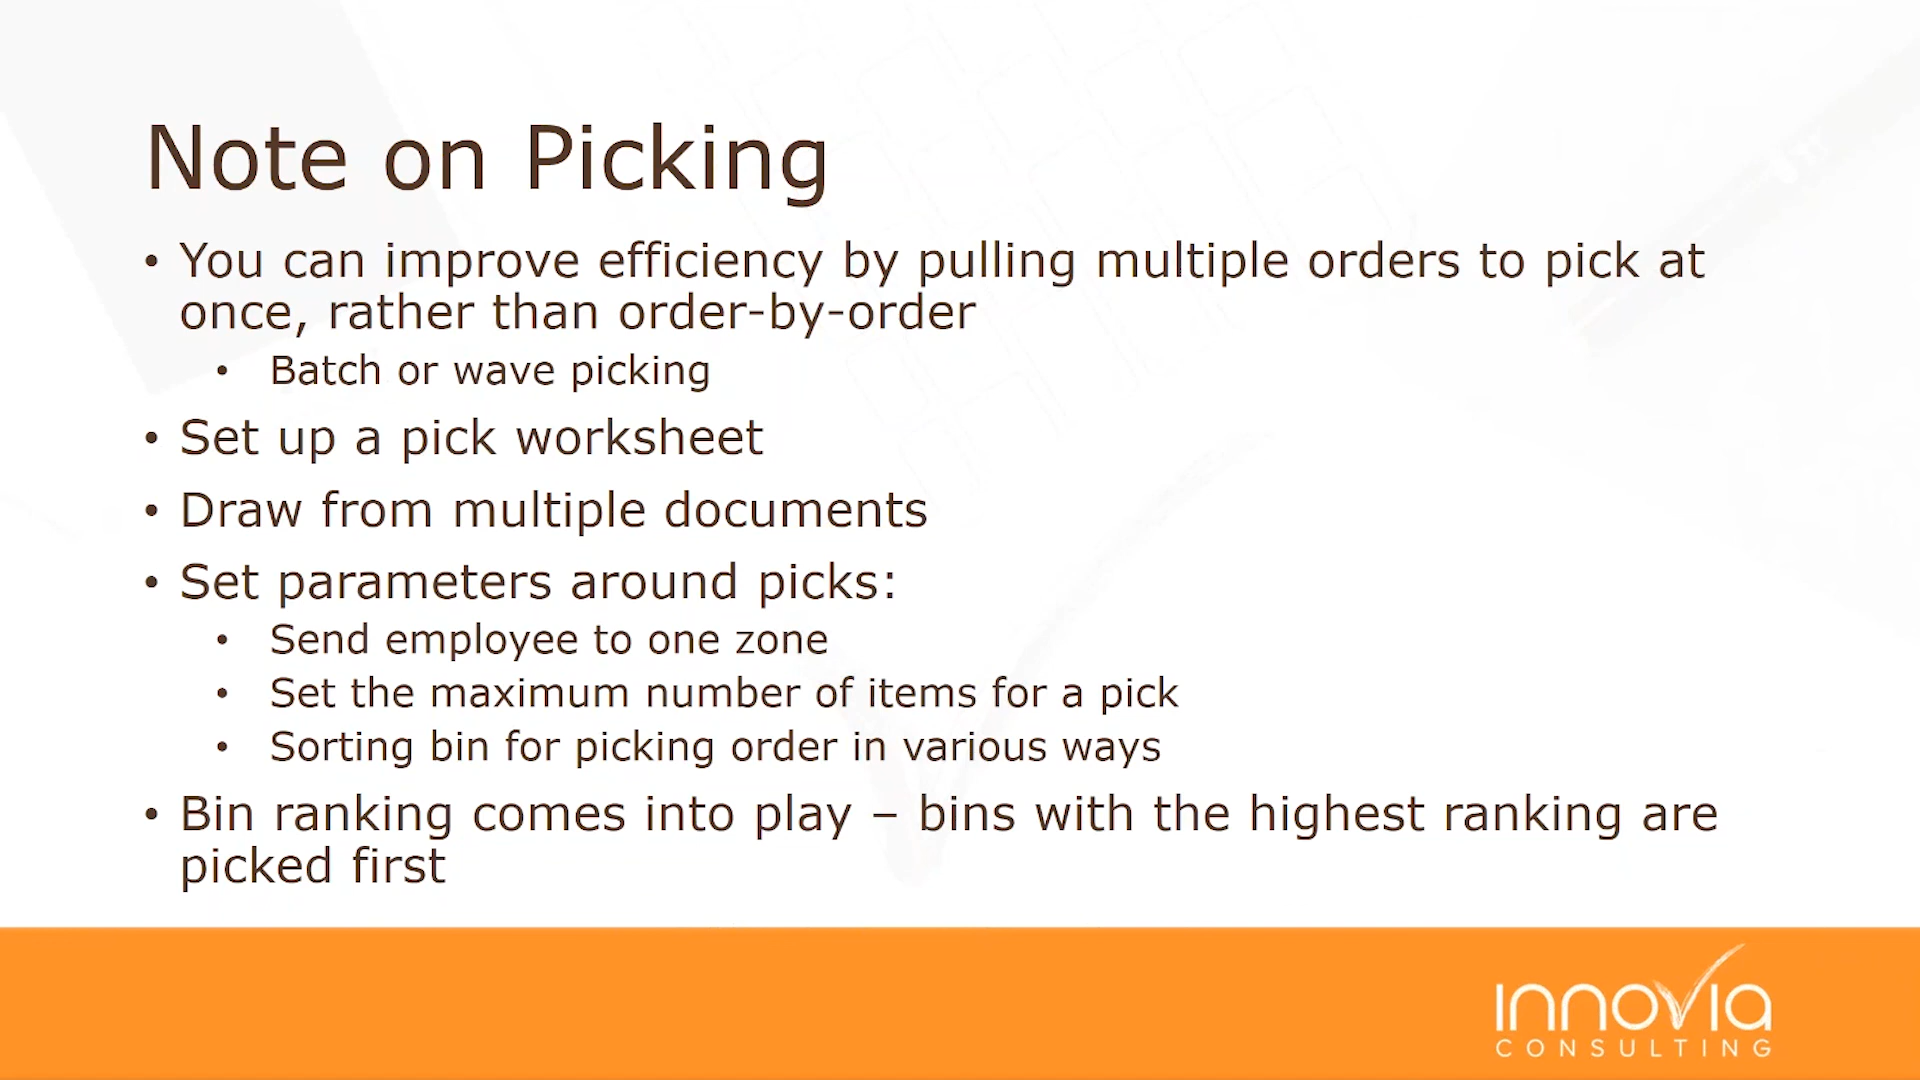 Note on Picking
• You can improve efficiency by pulling multiple orders to pick at
once, rather than order-by-order
• Batch or wave picking
• Set up a pick worksheet
• Draw from multiple documents
• Set parameters around picks:
• Send employee to one zone
• Set the maximum number of items for a pick
• Sorting bin for picking order in various ways
• Bin ranking comes into play – bins with the highest ranking are
picked first
innovia
CONSULTING